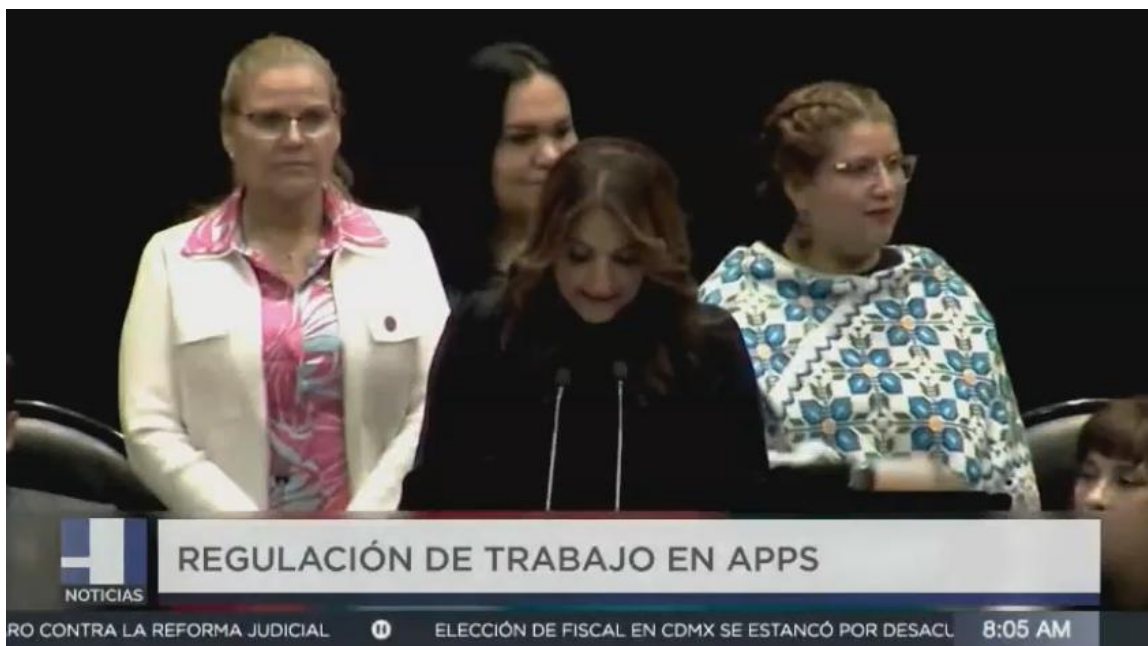 REGULACIÓN DE TRABAJO EN APPS
NOTICIAS
RO CONTRA LA REFORMA JUDICIAL ELECCIÓN DE FISCAL EN CDMX SE ESTANCÓ POR DESACU 8:05 AM